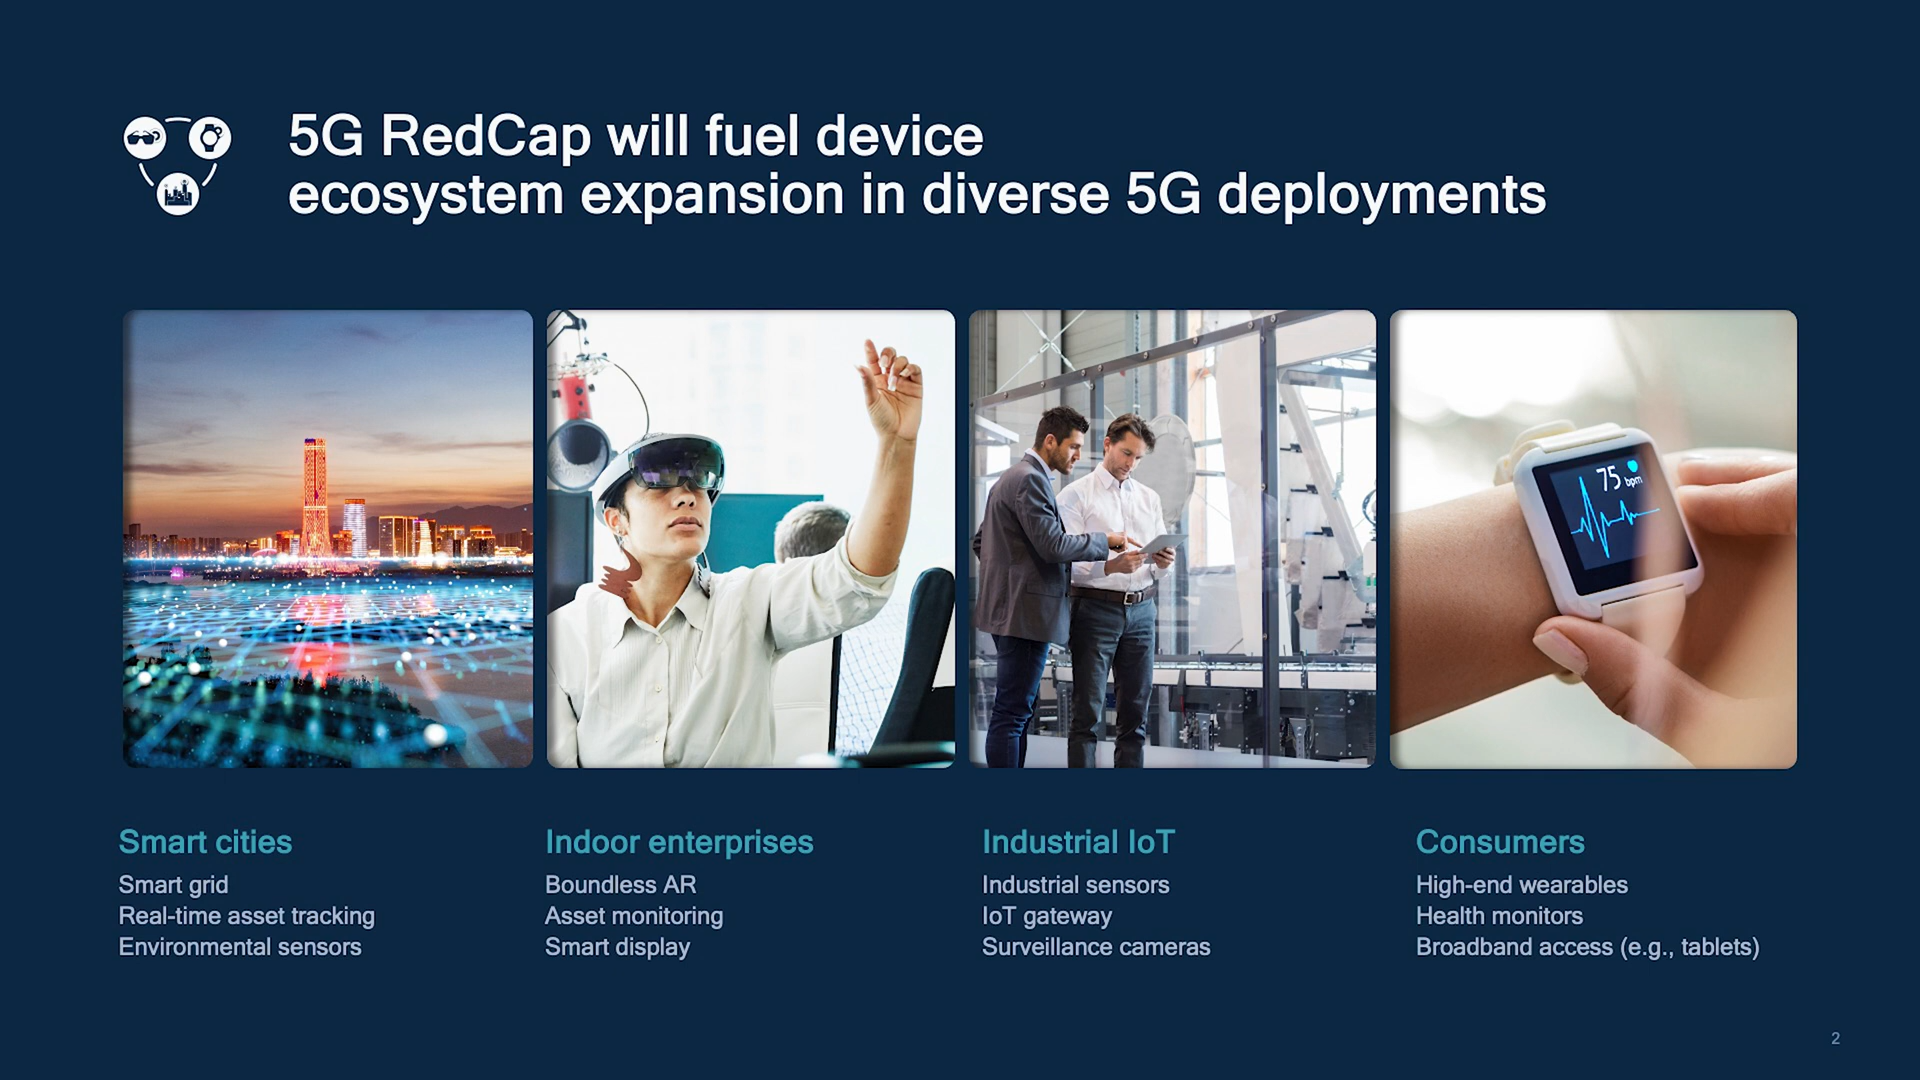 5G RedCap will fuel device
ecosystem expansion in diverse 5G deployments
75
bpm
Smart cities
Smart grid
Real-time asset tracking
Environmental sensors
Indoor enterprises
Boundless AR
Asset monitoring
Smart display
Industrial IoT
Industrial sensors
IoT gateway
Surveillance cameras
Consumers
High-end wearables
Health monitors
Broadband access (e.g., tablets)
2